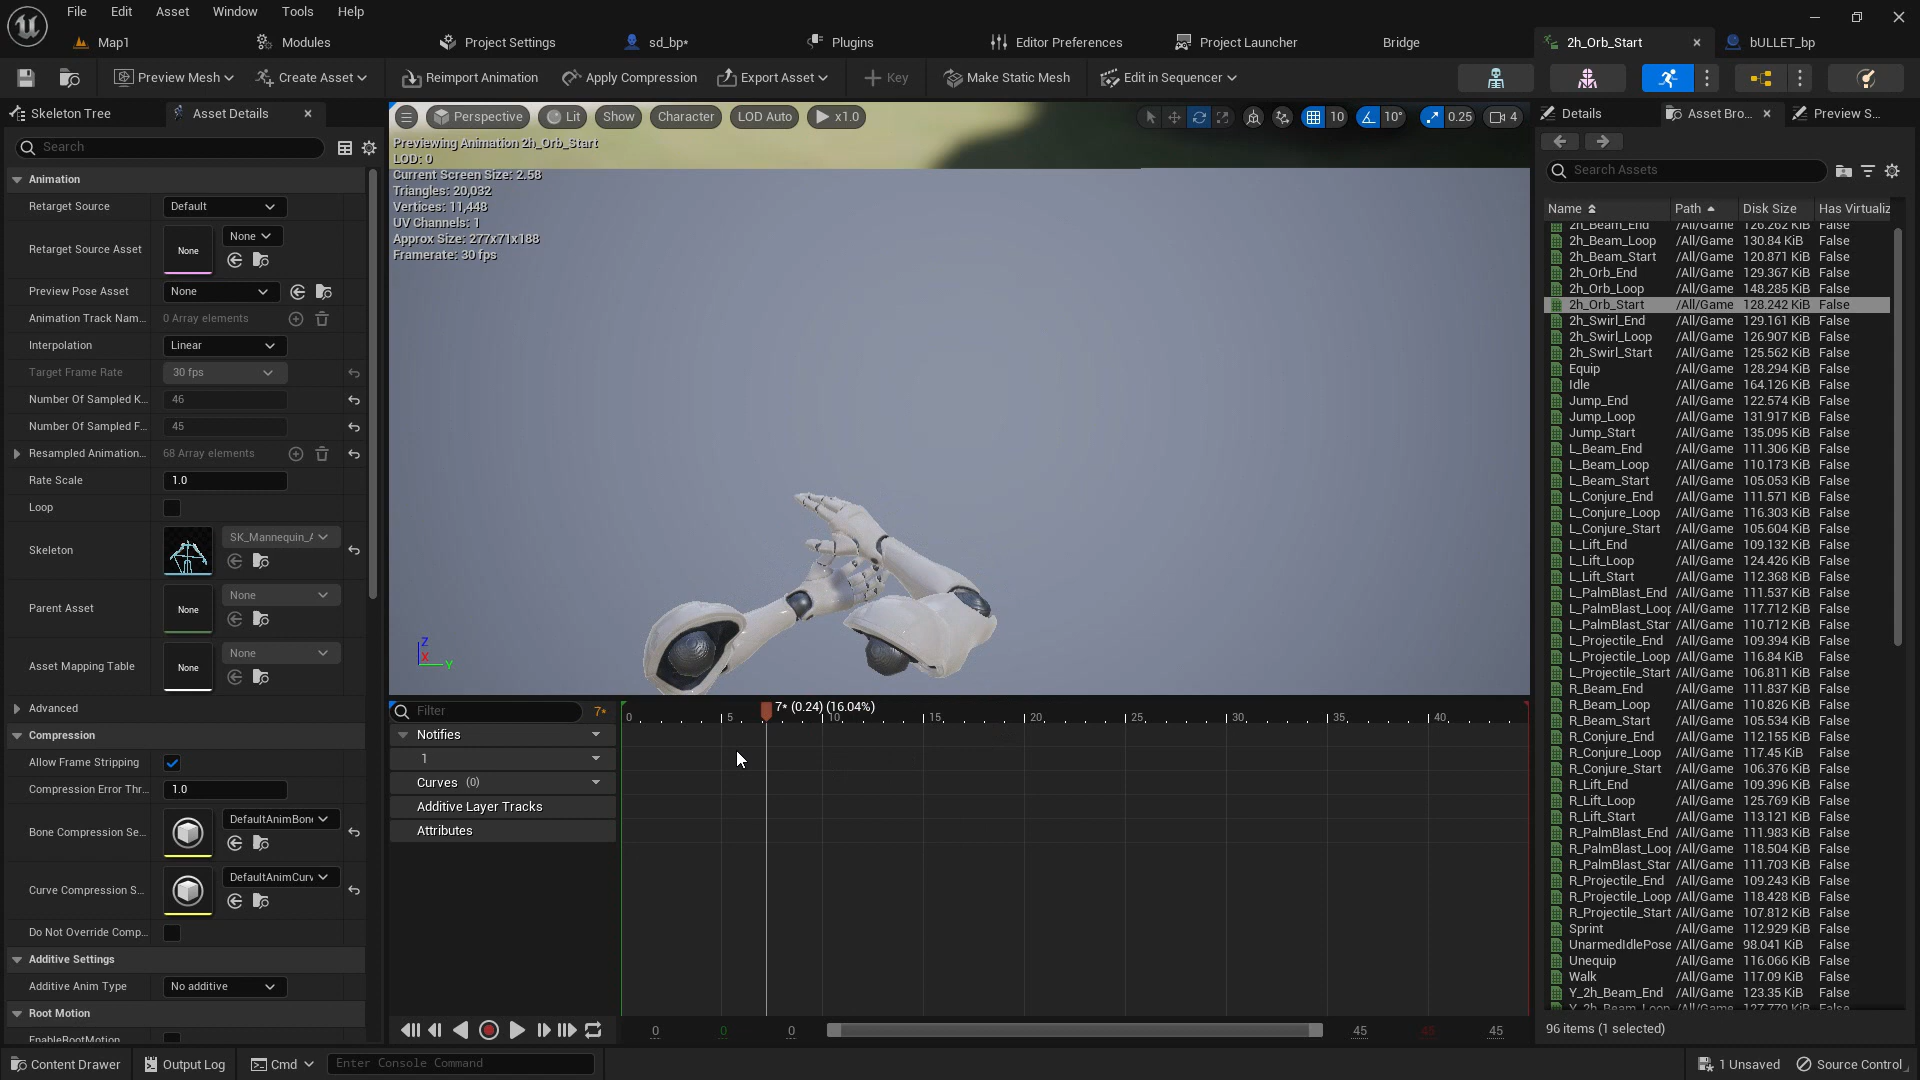 File Edit Asset Window Tools Help
Map1 Modules Project Settings sd_bp* Plugins Editor Preferences Project Launcher Bridge 2h_Orb_Start bULLET_bp
Preview Mesh Create Asset Reimport Animation Apply Compression Export Asset Key Make Static Mesh Edit in Sequencer
Skeleton Tree Asset Details
Search
Animation
Retarget Source Default
Retarget Source Asset None None
Preview Pose Asset None
Animation Track Nam... 0 Array elements
Interpolation Linear
Target Frame Rate 30 fps
Number Of Sampled K... 46
Number Of Sampled F... 45
Resampled Animation... 68 Array elements
Rate Scale 1.0
Loop
Skeleton SK_Mannequin_A
Parent Asset None None
Asset Mapping Table None None
Advanced
Compression
Allow Frame Stripping
Compression Error Thr... 1.0
Bone Compression Se... DefaultAnimBone
Curve Compression S... DefaultAnimCurv
Do Not Override Comp...
Additive Settings
Additive Anim Type No additive
Root Motion
EnableRootMotion
Perspective Lit Show Character LOD Auto x1.0 10 10° 0.25 4
Previewing Animation 2h_Orb_Start
LOD: 0
Current Screen Size: 2.58
Triangles: 20,032
Vertices: 11,448
UV Channels: 1
Approx Size: 277x71x188
Framerate: 30 fps
Z
X
Y
Filter 7* 7* (0.24) (16.04%)
0 5 10 15 20 25 30 35 40
Notifies
1
Curves (0)
Additive Layer Tracks
Attributes
0 0 0 45 45 45
Details Asset Bro... Preview S...
Search Assets
Name Path Disk Size Has Virtualiz
2h_Beam_End 126.262 KiB False
2h_Beam_Loop /All/Game 130.84 KiB False
2h_Beam_Start /All/Game 120.871 KiB False
2h_Orb_End /All/Game 129.367 KiB False
2h_Orb_Loop /All/Game 148.285 KiB False
2h_Orb_Start /All/Game 128.242 KiB False
2h_Swirl_End /All/Game 129.161 KiB False
2h_Swirl_Loop /All/Game 126.907 KiB False
2h_Swirl_Start /All/Game 125.562 KiB False
Equip /All/Game 128.294 KiB False
Idle /All/Game 164.126 KiB False
Jump_End /All/Game 122.574 KiB False
Jump_Loop /All/Game 131.917 KiB False
Jump_Start /All/Game 135.095 KiB False
L_Beam_End /All/Game 111.306 KiB False
L_Beam_Loop /All/Game 110.173 KiB False
L_Beam_Start /All/Game 105.053 KiB False
L_Conjure_End /All/Game 111.571 KiB False
L_Conjure_Loop /All/Game 116.303 KiB False
L_Conjure_Start /All/Game 105.604 KiB False
L_Lift_End /All/Game 109.132 KiB False
L_Lift_Loop /All/Game 124.426 KiB False
L_Lift_Start /All/Game 112.368 KiB False
L_PalmBlast_End /All/Game 111.537 KiB False
L_PalmBlast_Loop /All/Game 117.712 KiB False
L_PalmBlast_Star /All/Game 110.712 KiB False
L_Projectile_End /All/Game 109.394 KiB False
L_Projectile_Loop /All/Game 116.84 KiB False
L_Projectile_Start /All/Game 106.811 KiB False
R_Beam_End /All/Game 111.837 KiB False
R_Beam_Loop /All/Game 110.826 KiB False
R_Beam_Start /All/Game 105.534 KiB False
R_Conjure_End /All/Game 112.155 KiB False
R_Conjure_Loop /All/Game 117.45 KiB False
R_Conjure_Start /All/Game 106.376 KiB False
R_Lift_End /All/Game 109.396 KiB False
R_Lift_Loop /All/Game 125.769 KiB False
R_Lift_Start /All/Game 113.121 KiB False
R_PalmBlast_End /All/Game 111.983 KiB False
R_PalmBlast_Loop /All/Game 118.504 KiB False
R_PalmBlast_Star /All/Game 111.703 KiB False
R_Projectile_End /All/Game 109.243 KiB False
R_Projectile_Loop /All/Game 118.428 KiB False
R_Projectile_Start /All/Game 107.812 KiB False
Sprint /All/Game 112.929 KiB False
UnarmedIdlePose /All/Game 98.041 KiB False
Unequip /All/Game 116.066 KiB False
Walk /All/Game 117.09 KiB False
Y_2h_Beam_End /All/Game 123.35 KiB False
96 items (1 selected)
Content Drawer Output Log Cmd Enter Console Command 1 Unsaved Source Control